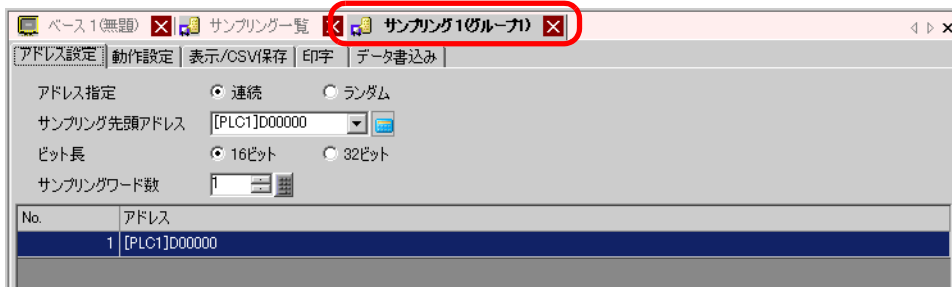 ベース 1(無題) サンプリング一覧 サンプリング1(グループ1)
アドレス設定 動作設定 表示/CSV保存 印字 データ書込み
アドレス指定 連続 ランダム
サンプリング先頭アドレス [PLC1]D00000
ビット長 16ビット 32ビット
サンプリングワード数 1
No. アドレス
1 [PLC1]D00000